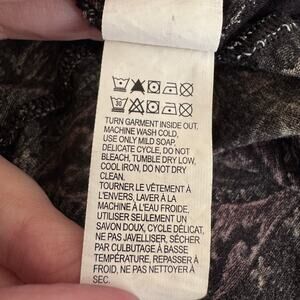 30
TURN GARMENT INSIDE OUT,
MACHINE WASH COLD,
USE ONLY MILD SOAP,
DELICATE CYCLE, DO NOT
BLEACH, TUMBLE DRY LOW,
COOL IRON, DO NOT DRY
CLEAN.
TOURNER LE VÊTEMENT À
L'ENVERS, LAVER À LA
MACHINE À L'EAU FROIDE,
UTILISER SEULEMENT UN
SAVON DOUX, CYCLE DÉLICAT,
NE PAS JAVELLISER, SÉCHER
PAR CULBUTAGE À BASSE
TEMPÉRATURE, REPASSER À
FROID, NE PAS NETTOYER À
SEC.